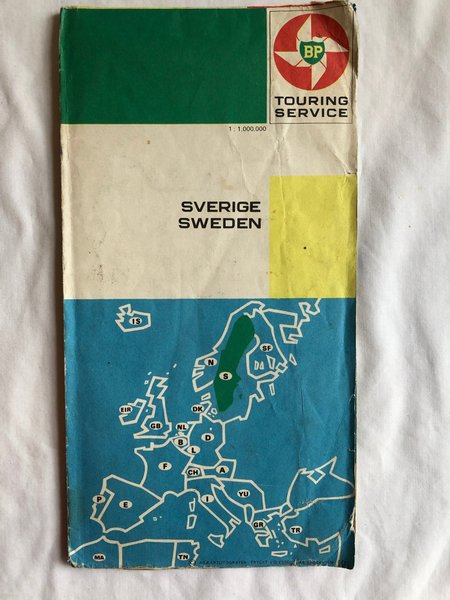 BP
TOURING
SERVICE
1 : 1.000.000
SVERIGE
SWEDEN
IS
N
S
SF
EIR
GB
DK
NL
B
D
L
F
CH
A
P
E
I
YU
GR
TR
MA
TN